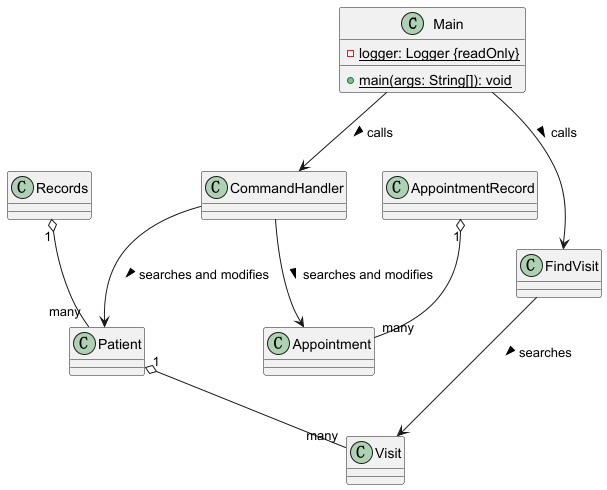 C Main
logger: Logger {readOnly}
main(args: String[]): void
calls
calls
C Records
C CommandHandler
C AppointmentRecord
1
1
C FindVisit
searches and modifies
searches and modifies
many
many
C Patient
C Appointment
searches
1
many
C Visit